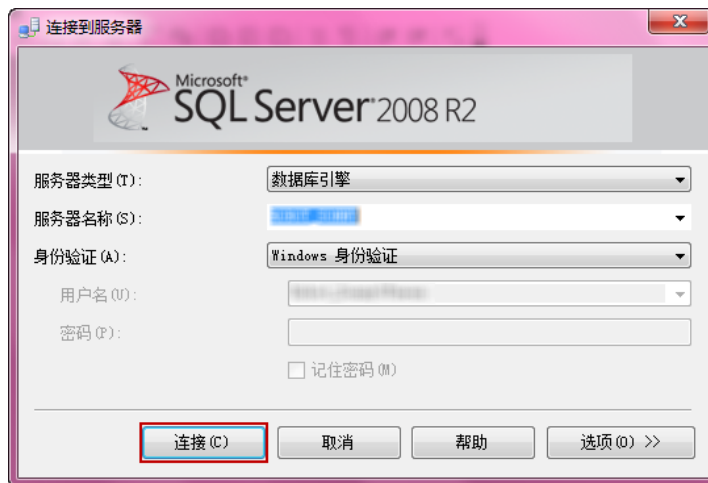 连接到服务器
Microsoft®
SQL Server® 2008 R2
服务器类型(T): 数据库引擎
服务器名称(S):
身份验证(A): Windows 身份验证
用户名(U):
密码(P):
记住密码(M)
连接(C) 取消 帮助 选项(O) >>